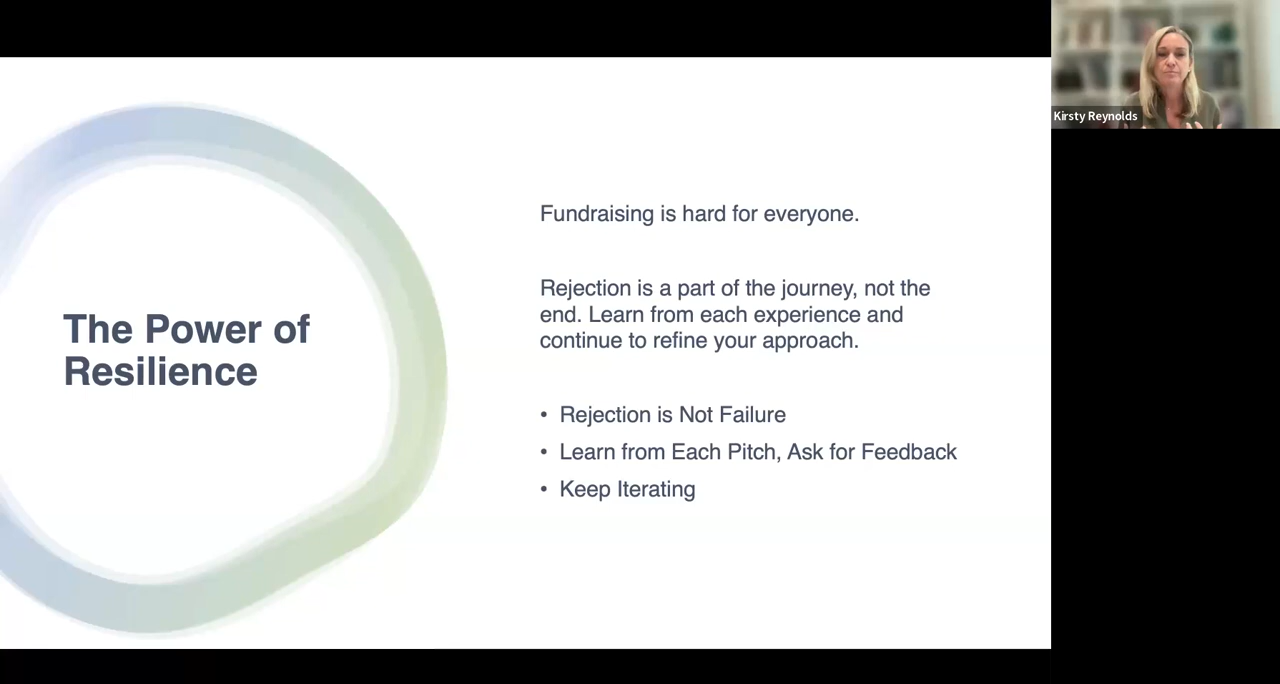 The Power of
Resilience
Fundraising is hard for everyone.
Rejection is a part of the journey, not the
end. Learn from each experience and
continue to refine your approach.
• Rejection is Not Failure
• Learn from Each Pitch, Ask for Feedback
• Keep Iterating
Kirsty Reynolds